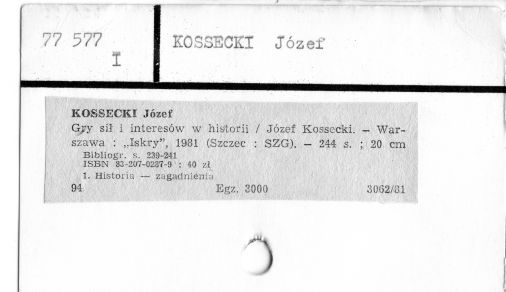 77 577
I
KOSSECKI Józef
KOSSECKI Józef
Gry sił i interesów w historii / Józef Kossecki. — War-
szawa : „Iskry”, 1981 (Szczec : SZG). — 244 s. ; 20 cm
Bibliogr. s. 239-241
ISBN 83-207-0287-9 : 40 zł
1. Historia — zagadnienia
94 Egz. 3000 3062/81